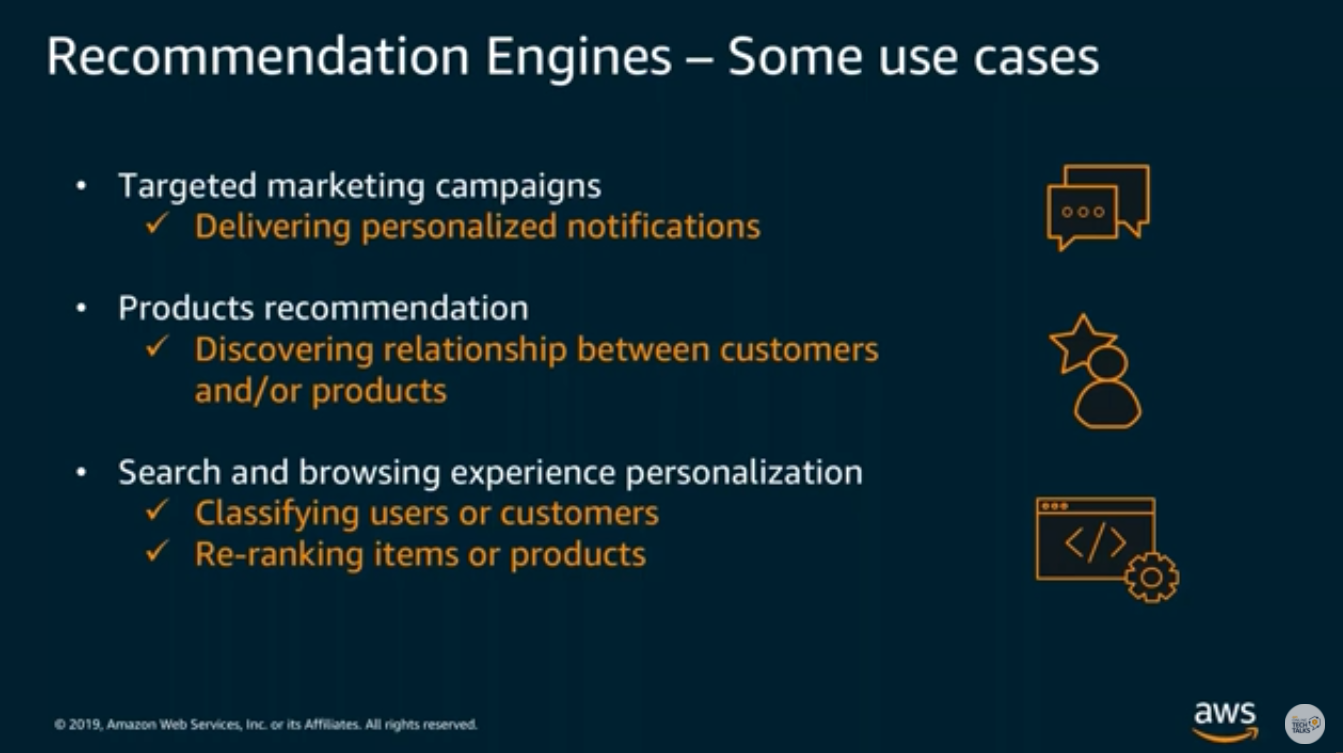 Recommendation Engines – Some use cases
• Targeted marketing campaigns
✓ Delivering personalized notifications
• Products recommendation
✓ Discovering relationship between customers
and/or products
• Search and browsing experience personalization
✓ Classifying users or customers
✓ Re-ranking items or products
© 2019, Amazon Web Services, Inc. or its Affiliates. All rights reserved.
aws
TECH
TALKS